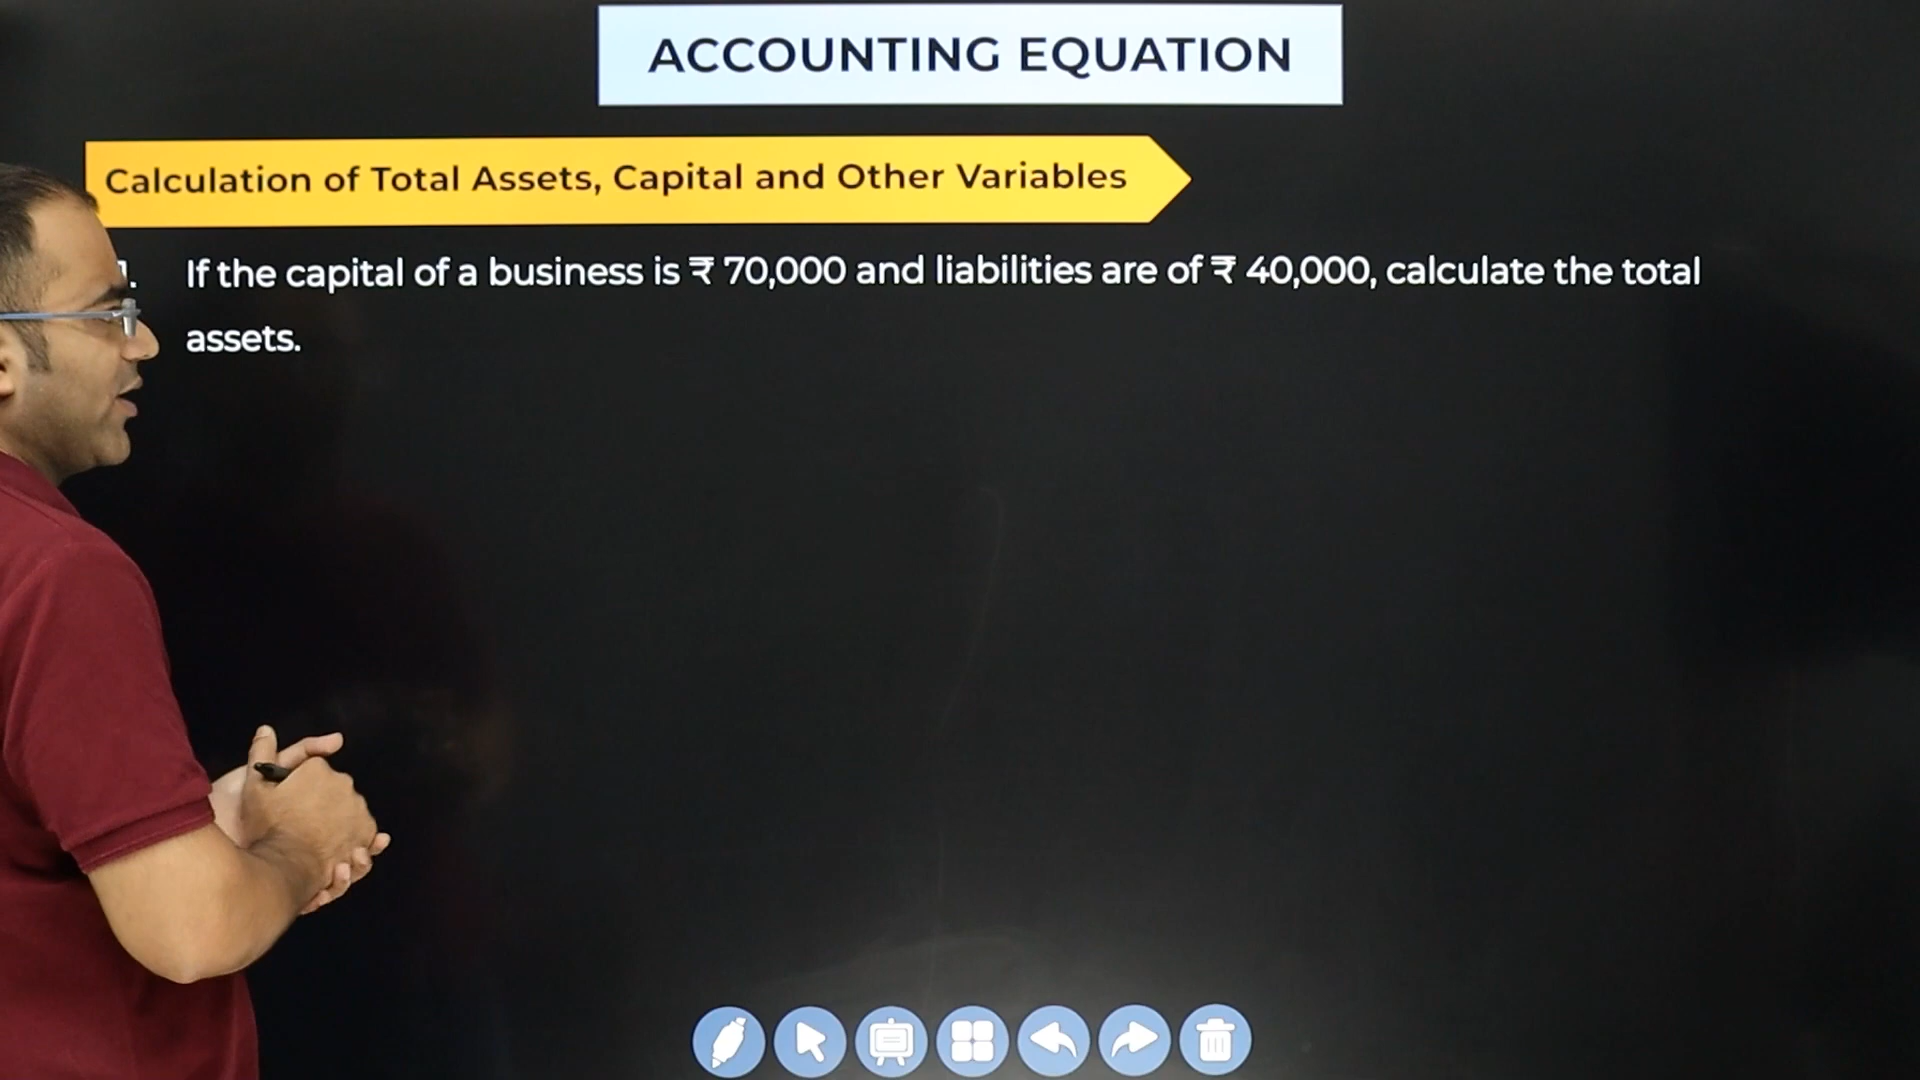 ACCOUNTING EQUATION
Calculation of Total Assets, Capital and Other Variables
1. If the capital of a business is ₹ 70,000 and liabilities are of ₹ 40,000, calculate the total
assets.